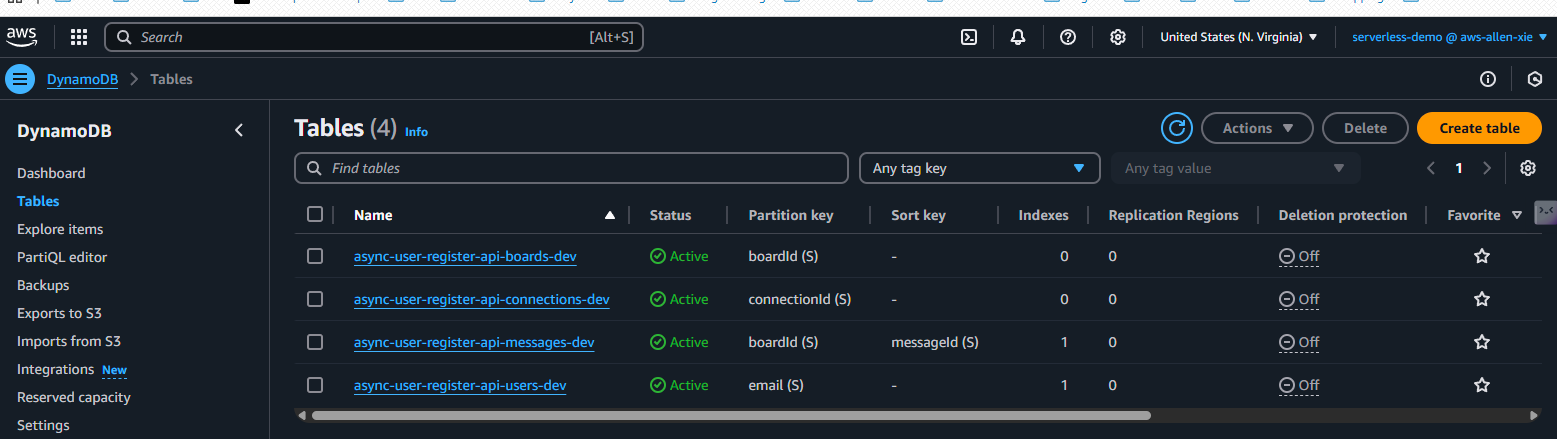 aws
Search [Alt+S]
United States (N. Virginia)
serverless-demo @ aws-allen-xie
DynamoDB
Tables
DynamoDB
Dashboard
Tables
Explore items
PartiQL editor
Backups
Exports to S3
Imports from S3
Integrations New
Reserved capacity
Settings
Tables (4) Info
Actions
Delete
Create table
Find tables
Any tag key
Any tag value
1
Name Status Partition key Sort key Indexes Replication Regions Deletion protection Favorite
async-user-register-api-boards-dev Active boardId (S) - 0 0 Off
async-user-register-api-connections-dev Active connectionId (S) - 0 0 Off
async-user-register-api-messages-dev Active boardId (S) messageId (S) 1 0 Off
async-user-register-api-users-dev Active email (S) - 1 0 Off